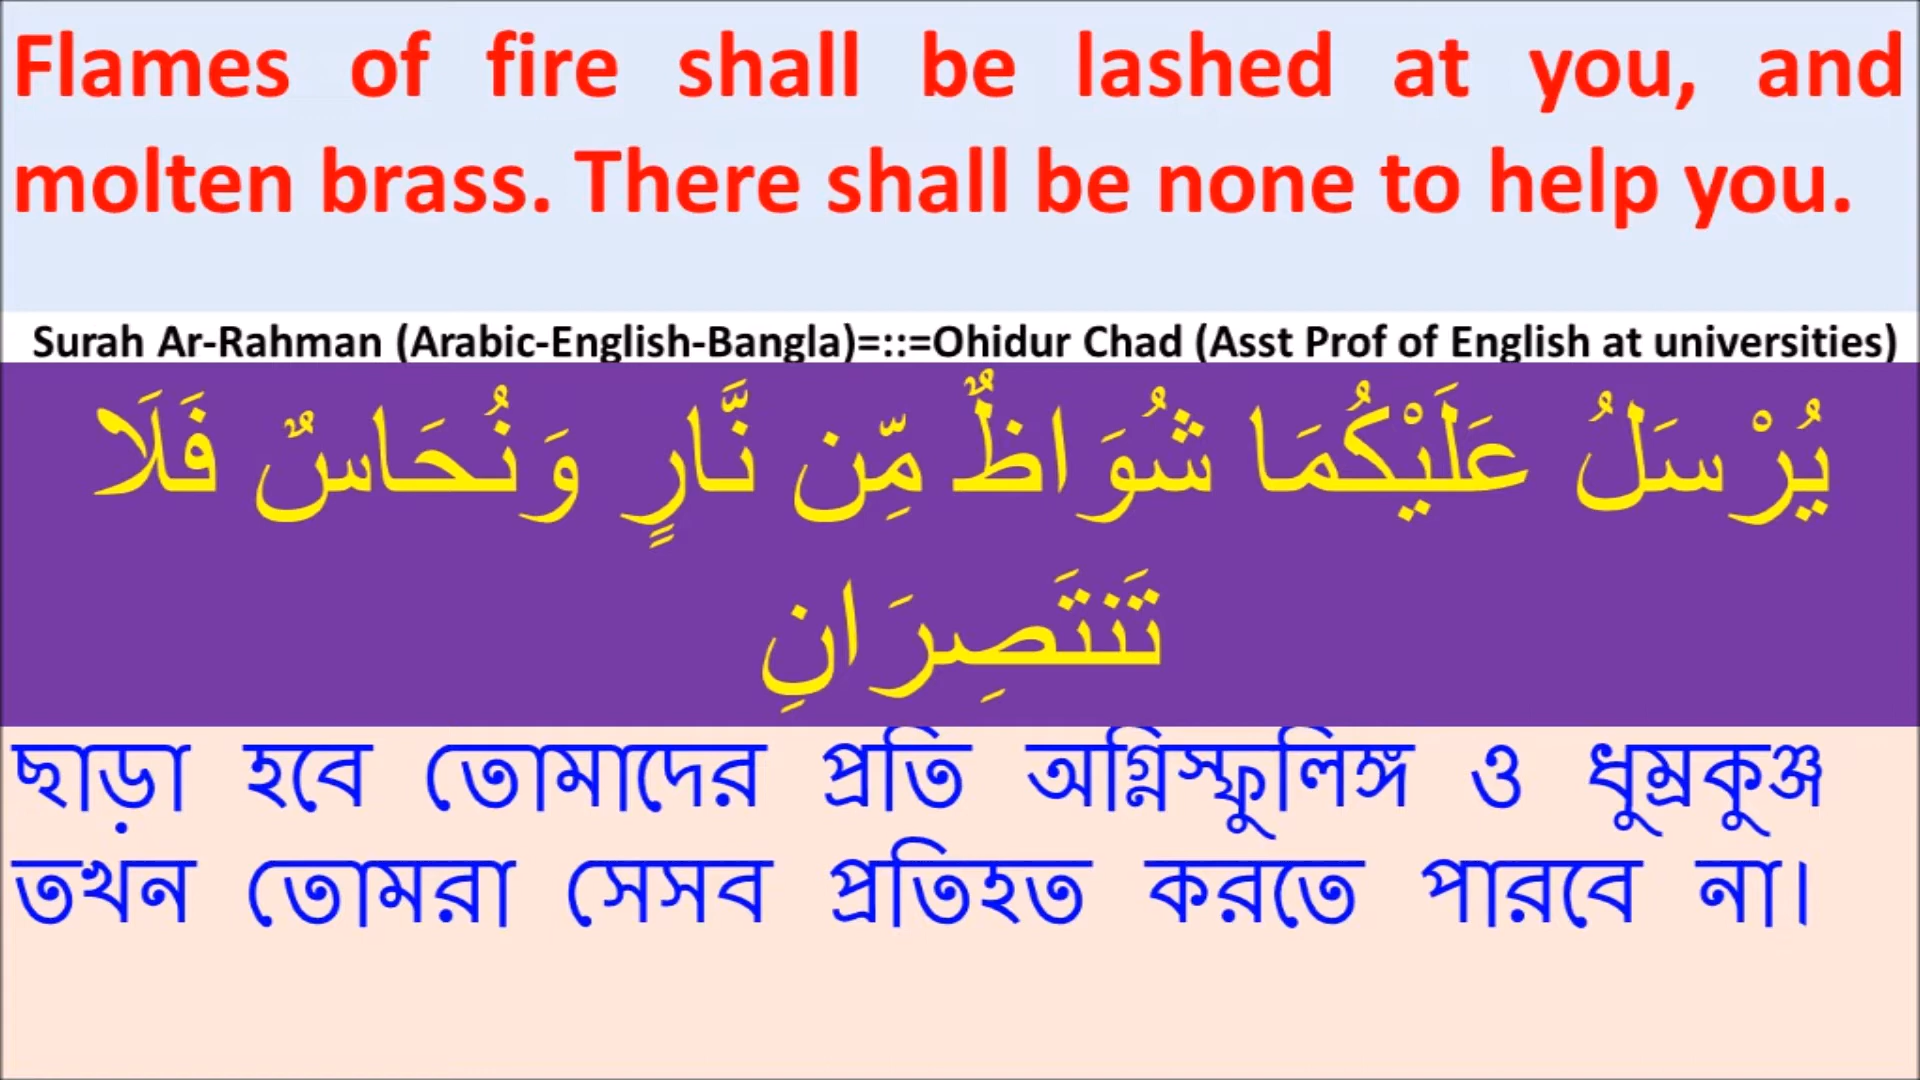 Flames of fire shall be lashed at you, and
molten brass. There shall be none to help you.
Surah Ar-Rahman (Arabic-English-Bangla)=::=Ohidur Chad (Asst Prof of English at universities)
يُرْسَلُ عَلَيْكُمَا شُوَاظٌ مِّن نَّارٍ وَنُحَاسٌ فَلَا
تَنتَصِرَانِ
ছাড়া হবে তোমাদের প্রতি অগ্নিস্ফুলিঙ্গ ও ধুম্রকুঞ্জ
তখন তোমরা সেসব প্রতিহত করতে পারবে না।